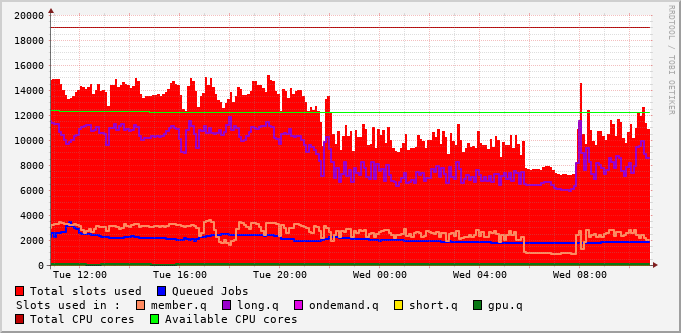 20000
18000
16000
14000
12000
10000
8000
6000
4000
2000
0
Tue 12:00 Tue 16:00 Tue 20:00 Wed 00:00 Wed 04:00 Wed 08:00
RRDTOOL / TOBI OETIKER
Total slots used Queued Jobs
Slots used in : member.q long.q ondemand.q short.q gpu.q
Total CPU cores Available CPU cores